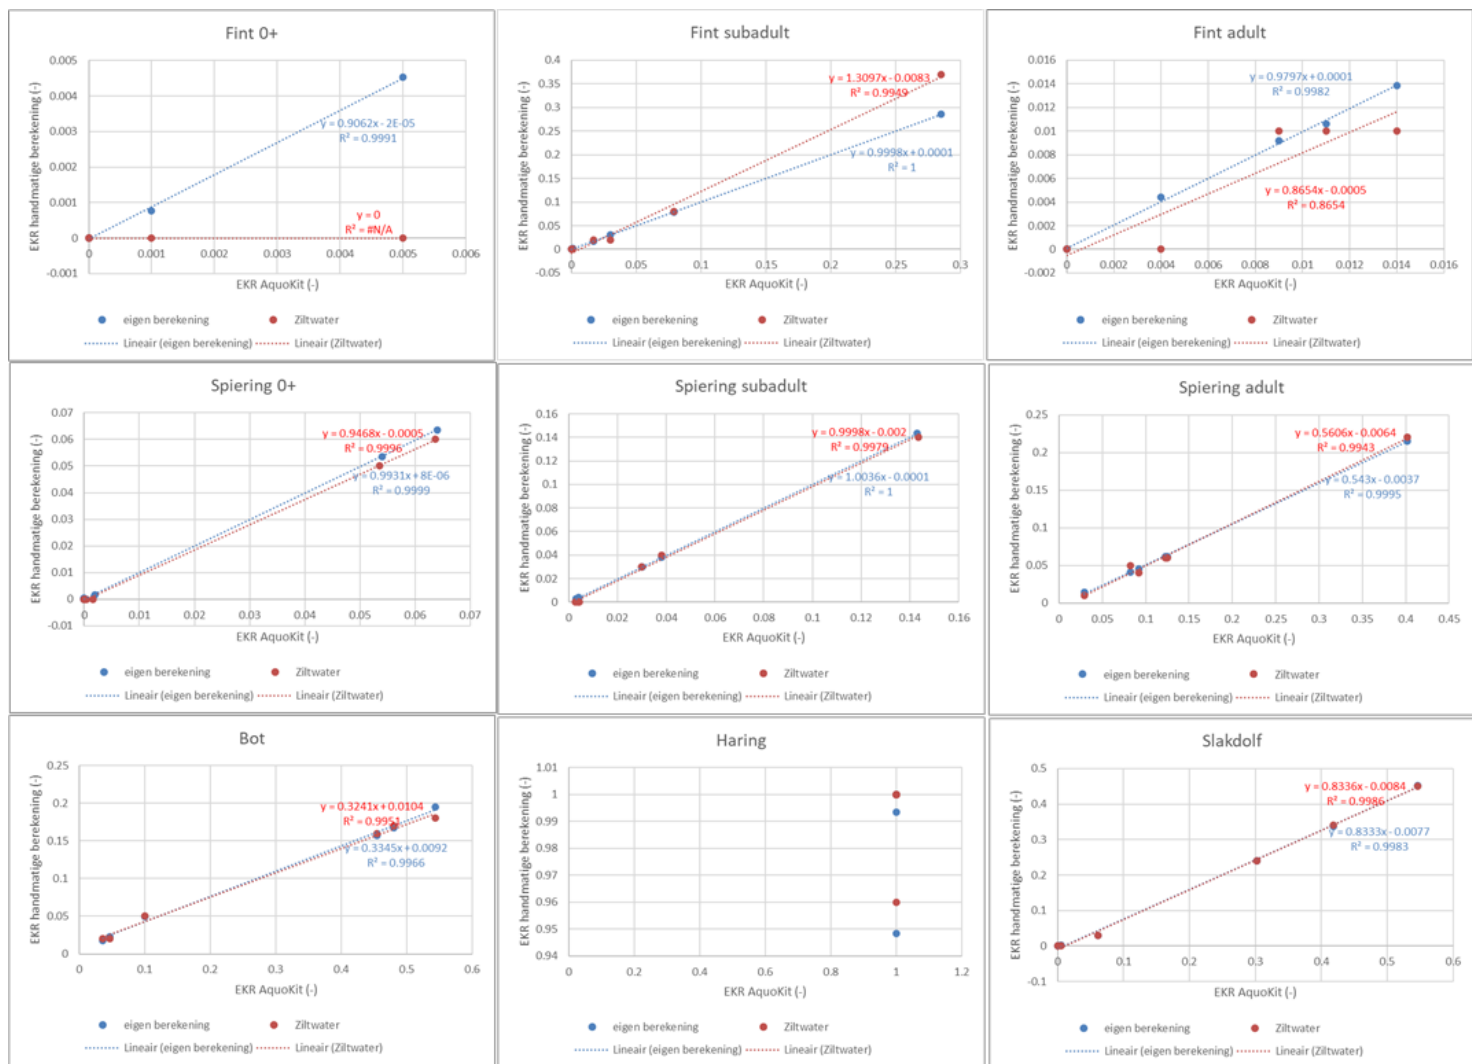 Fint 0+
EKR handmatige berekening (-)
0.005
0.004
0.003
0.002
0.001
0
-0.001
y = 0.9062x - 2E-05
R² = 0.9991
y = 0
R² = #N/A
0 0.001 0.002 0.003 0.004 0.005 0.006
EKR AquoKit (-)
eigen berekening Ziltwater
Lineair (eigen berekening) Lineair (Ziltwater)
Fint subadult
EKR handmatige berekening (-)
0.4
0.35
0.3
0.25
0.2
0.15
0.1
0.05
0
-0.05
y = 1.3097x - 0.0083
R² = 0.9949
y = 0.9998x + 0.0001
R² = 1
0 0.05 0.1 0.15 0.2 0.25 0.3
EKR AquoKit (-)
eigen berekening Ziltwater
Lineair (eigen berekening) Lineair (Ziltwater)
Fint adult
EKR handmatige berekening (-)
0.016
0.014
0.012
0.01
0.008
0.006
0.004
0.002
0
-0.002
y = 0.9797x + 0.0001
R² = 0.9982
y = 0.8654x - 0.0005
R² = 0.8654
0 0.002 0.004 0.006 0.008 0.01 0.012 0.014 0.016
EKR AquoKit (-)
eigen berekening Ziltwater
Lineair (eigen berekening) Lineair (Ziltwater)
Spiering 0+
EKR handmatige berekening (-)
0.07
0.06
0.05
0.04
0.03
0.02
0.01
0
-0.01
y = 0.9468x - 0.0005
R² = 0.9996
y = 0.9931x + 8E-06
R² = 0.9999
0 0.01 0.02 0.03 0.04 0.05 0.06 0.07
EKR AquoKit (-)
eigen berekening Ziltwater
Lineair (eigen berekening) Lineair (Ziltwater)
Spiering subadult
EKR handmatige berekening (-)
0.16
0.14
0.12
0.1
0.08
0.06
0.04
0.02
0
y = 0.9998x - 0.002
R² = 0.9979
y = 1.0036x - 0.0001
R² = 1
0 0.02 0.04 0.06 0.08 0.1 0.12 0.14 0.16
EKR AquoKit (-)
eigen berekening Ziltwater
Lineair (eigen berekening) Lineair (Ziltwater)
Spiering adult
EKR handmatige berekening (-)
0.25
0.2
0.15
0.1
0.05
0
y = 0.5606x - 0.0064
R² = 0.9943
y = 0.543x - 0.0037
R² = 0.9995
0 0.05 0.1 0.15 0.2 0.25 0.3 0.35 0.4 0.45
EKR AquoKit (-)
eigen berekening Ziltwater
Lineair (eigen berekening) Lineair (Ziltwater)
Bot
EKR handmatige berekening (-)
0.25
0.2
0.15
0.1
0.05
0
y = 0.3241x + 0.0104
R² = 0.9951
y = 0.3345x + 0.0092
R² = 0.9966
0 0.1 0.2 0.3 0.4 0.5 0.6
EKR AquoKit (-)
eigen berekening Ziltwater
Lineair (eigen berekening) Lineair (Ziltwater)
Haring
EKR handmatige berekening (-)
1.01
1
0.99
0.98
0.97
0.96
0.95
0.94
0 0.2 0.4 0.6 0.8 1 1.2
EKR AquoKit (-)
eigen berekening Ziltwater
Lineair (eigen berekening) Lineair (Ziltwater)
Slakdolf
EKR handmatige berekening (-)
0.5
0.4
0.3
0.2
0.1
0
-0.1
y = 0.8336x - 0.0084
R² = 0.9986
y = 0.8333x - 0.0077
R² = 0.9983
0 0.1 0.2 0.3 0.4 0.5 0.6
EKR AquoKit (-)
eigen berekening Ziltwater
Lineair (eigen berekening) Lineair (Ziltwater)